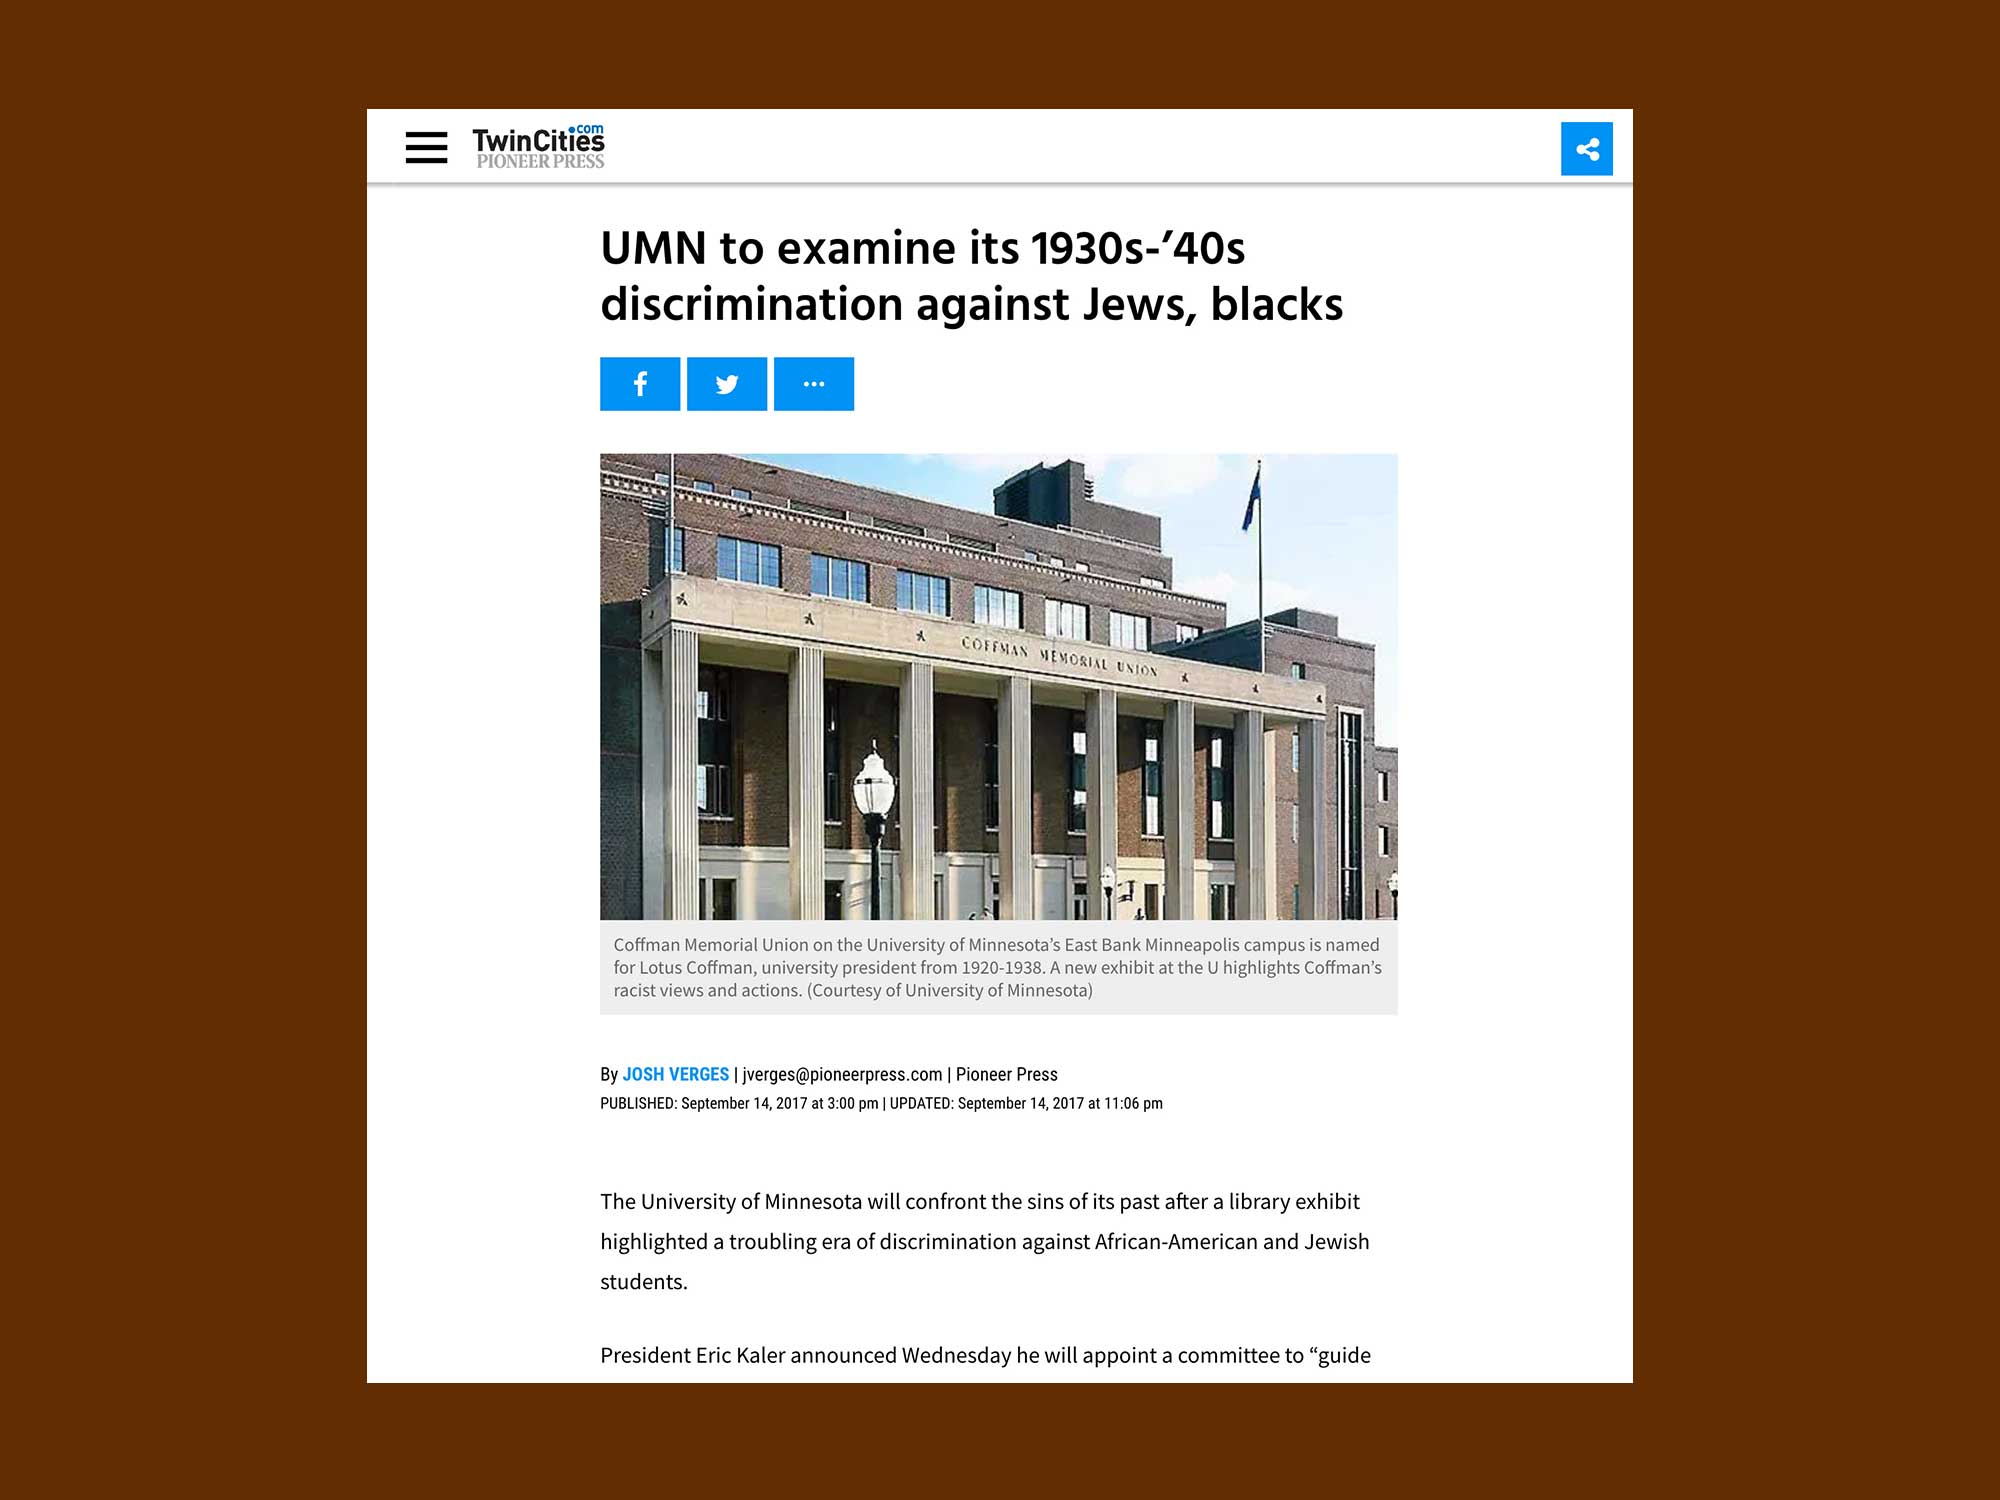 TwinCities.com
PIONEER PRESS
UMN to examine its 1930s-’40s
discrimination against Jews, blacks
COFFMAN MEMORIAL UNION
Coffman Memorial Union on the University of Minnesota’s East Bank Minneapolis campus is named
for Lotus Coffman, university president from 1920-1938. A new exhibit at the U highlights Coffman’s
racist views and actions. (Courtesy of University of Minnesota)
By JOSH VERGES | jverges@pioneerpress.com | Pioneer Press
PUBLISHED: September 14, 2017 at 3:00 pm | UPDATED: September 14, 2017 at 11:06 pm
The University of Minnesota will confront the sins of its past after a library exhibit
highlighted a troubling era of discrimination against African-American and Jewish
students.
President Eric Kaler announced Wednesday he will appoint a committee to “guide